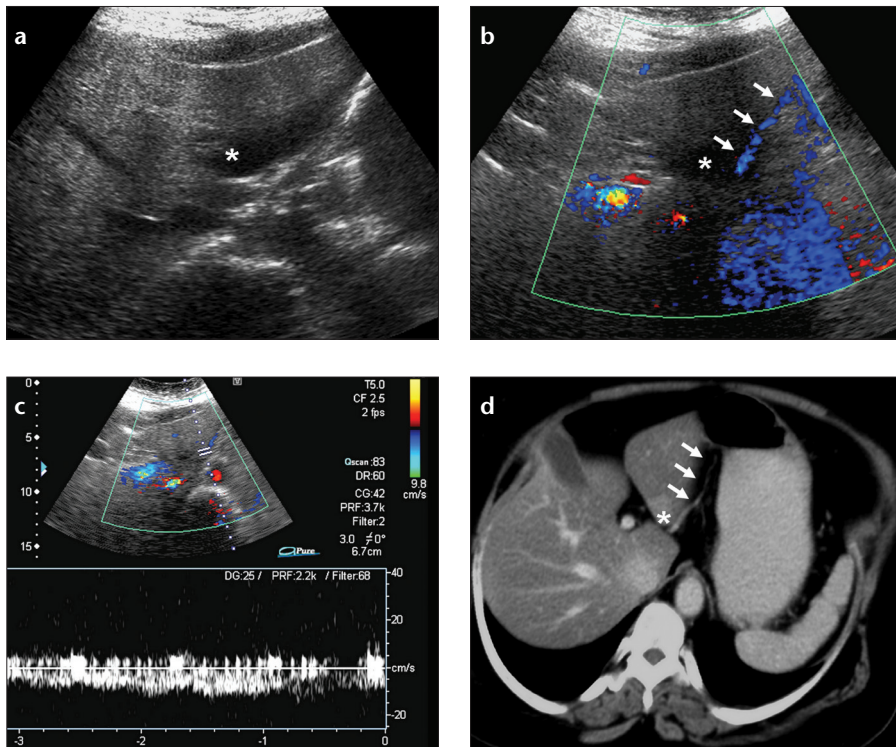 a
*
b
*
c
0
5
10
15
T5.0
CF 2.5
2 fps
Qscan :83
DR:60
CG:42
PRF:3.7k
Filter:2
3.0 ≠0°
6.7cm
9.8
cm/s
aPure
DG:25 / PRF:2.2k / Filter:68
40
20
cm/s
-20
-3
-2
-1
0
d
*